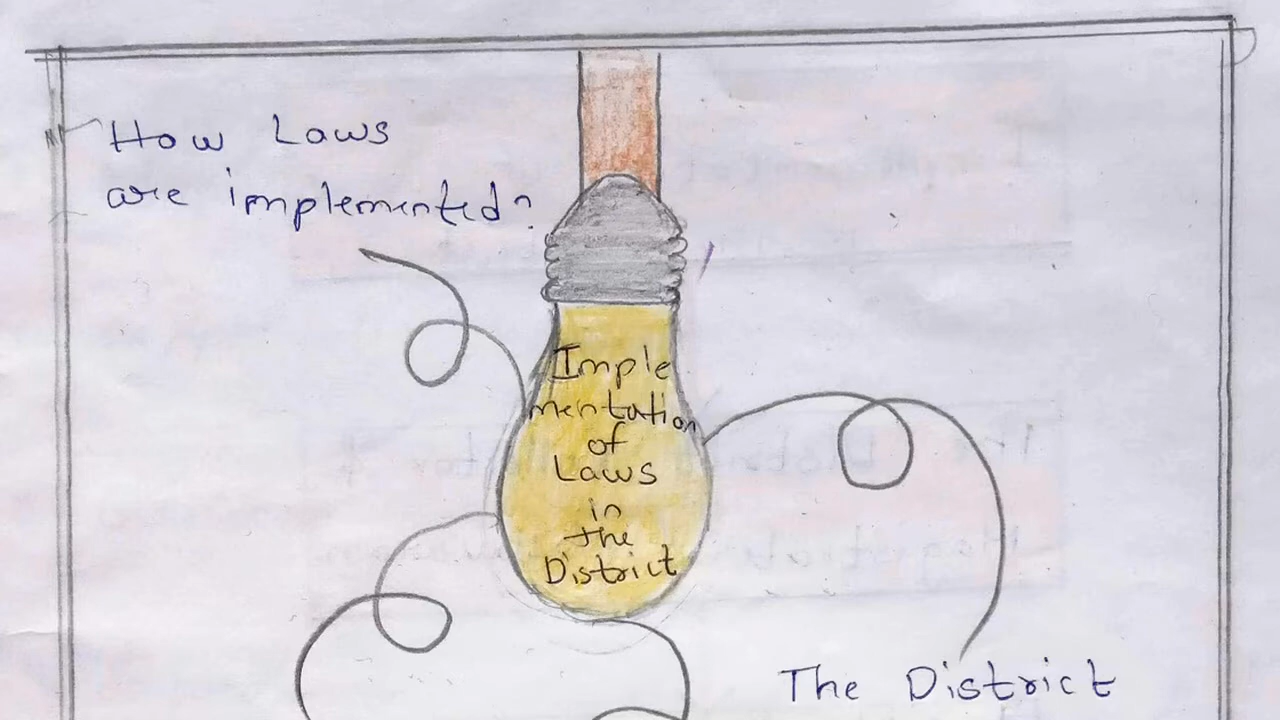 How Laws
are implemented?
Imple
mentation
of
Laws
in
the
District
The District